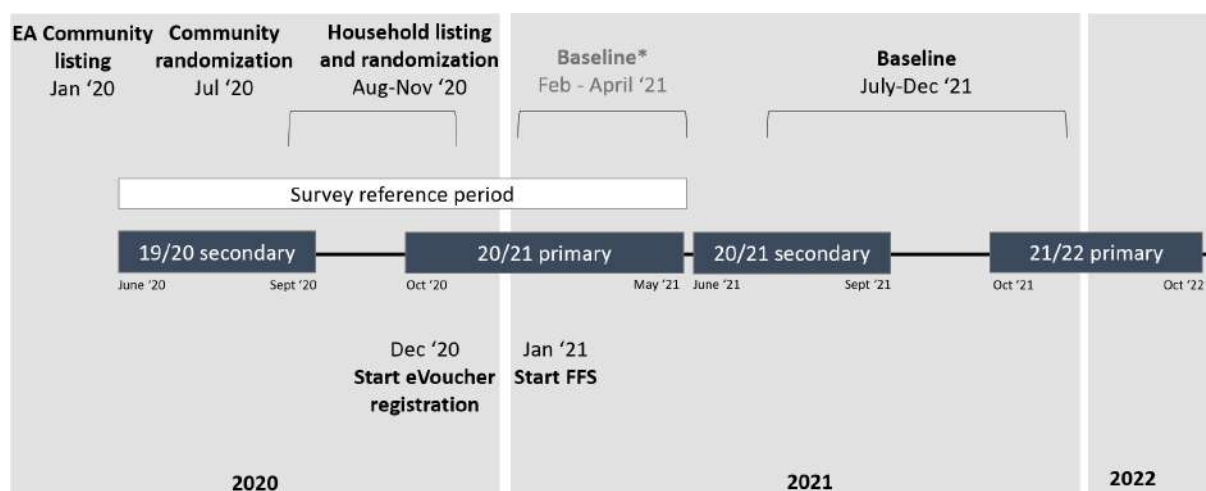 EA Community
listing
Jan ‘20
Community
randomization
Jul ‘20
Household listing
and randomization
Aug-Nov ‘20
Baseline*
Feb - April ‘21
Baseline
July-Dec ‘21
Survey reference period
19/20 secondary
20/21 primary
20/21 secondary
21/22 primary
June ‘20
Sept ‘20
Oct ‘20
May ‘21
June ‘21
Sept ‘21
Oct ‘21
Oct ‘22
Dec ‘20
Start eVoucher
registration
Jan ‘21
Start FFS
2020
2021
2022